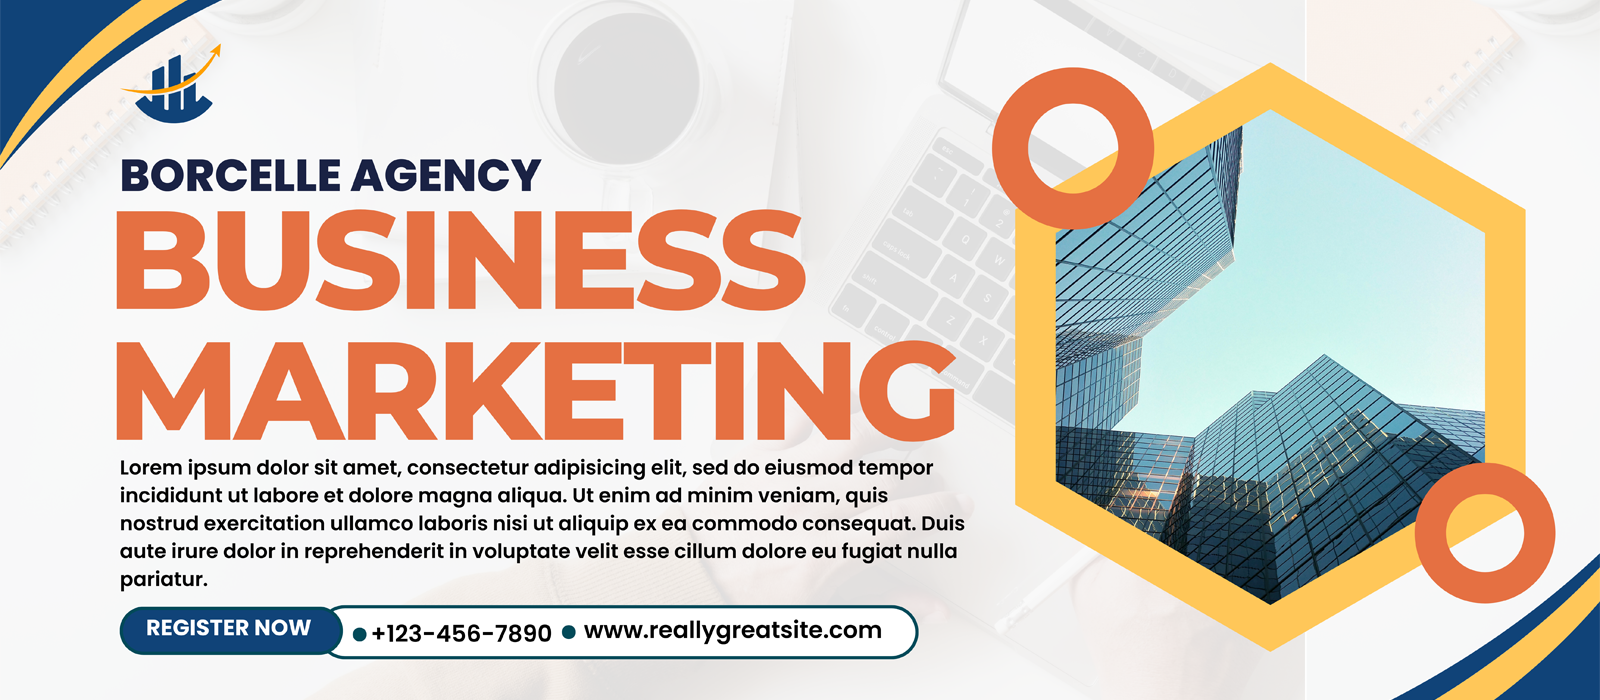 BORCELLE AGENCY
BUSINESS
MARKETING
Lorem ipsum dolor sit amet, consectetur adipisicing elit, sed do eiusmod tempor
incididunt ut labore et dolore magna aliqua. Ut enim ad minim veniam, quis
nostrud exercitation ullamco laboris nisi ut aliquip ex ea commodo consequat. Duis
aute irure dolor in reprehenderit in voluptate velit esse cillum dolore eu fugiat nulla
pariatur.
REGISTER NOW
+123-456-7890
www.reallygreatsite.com